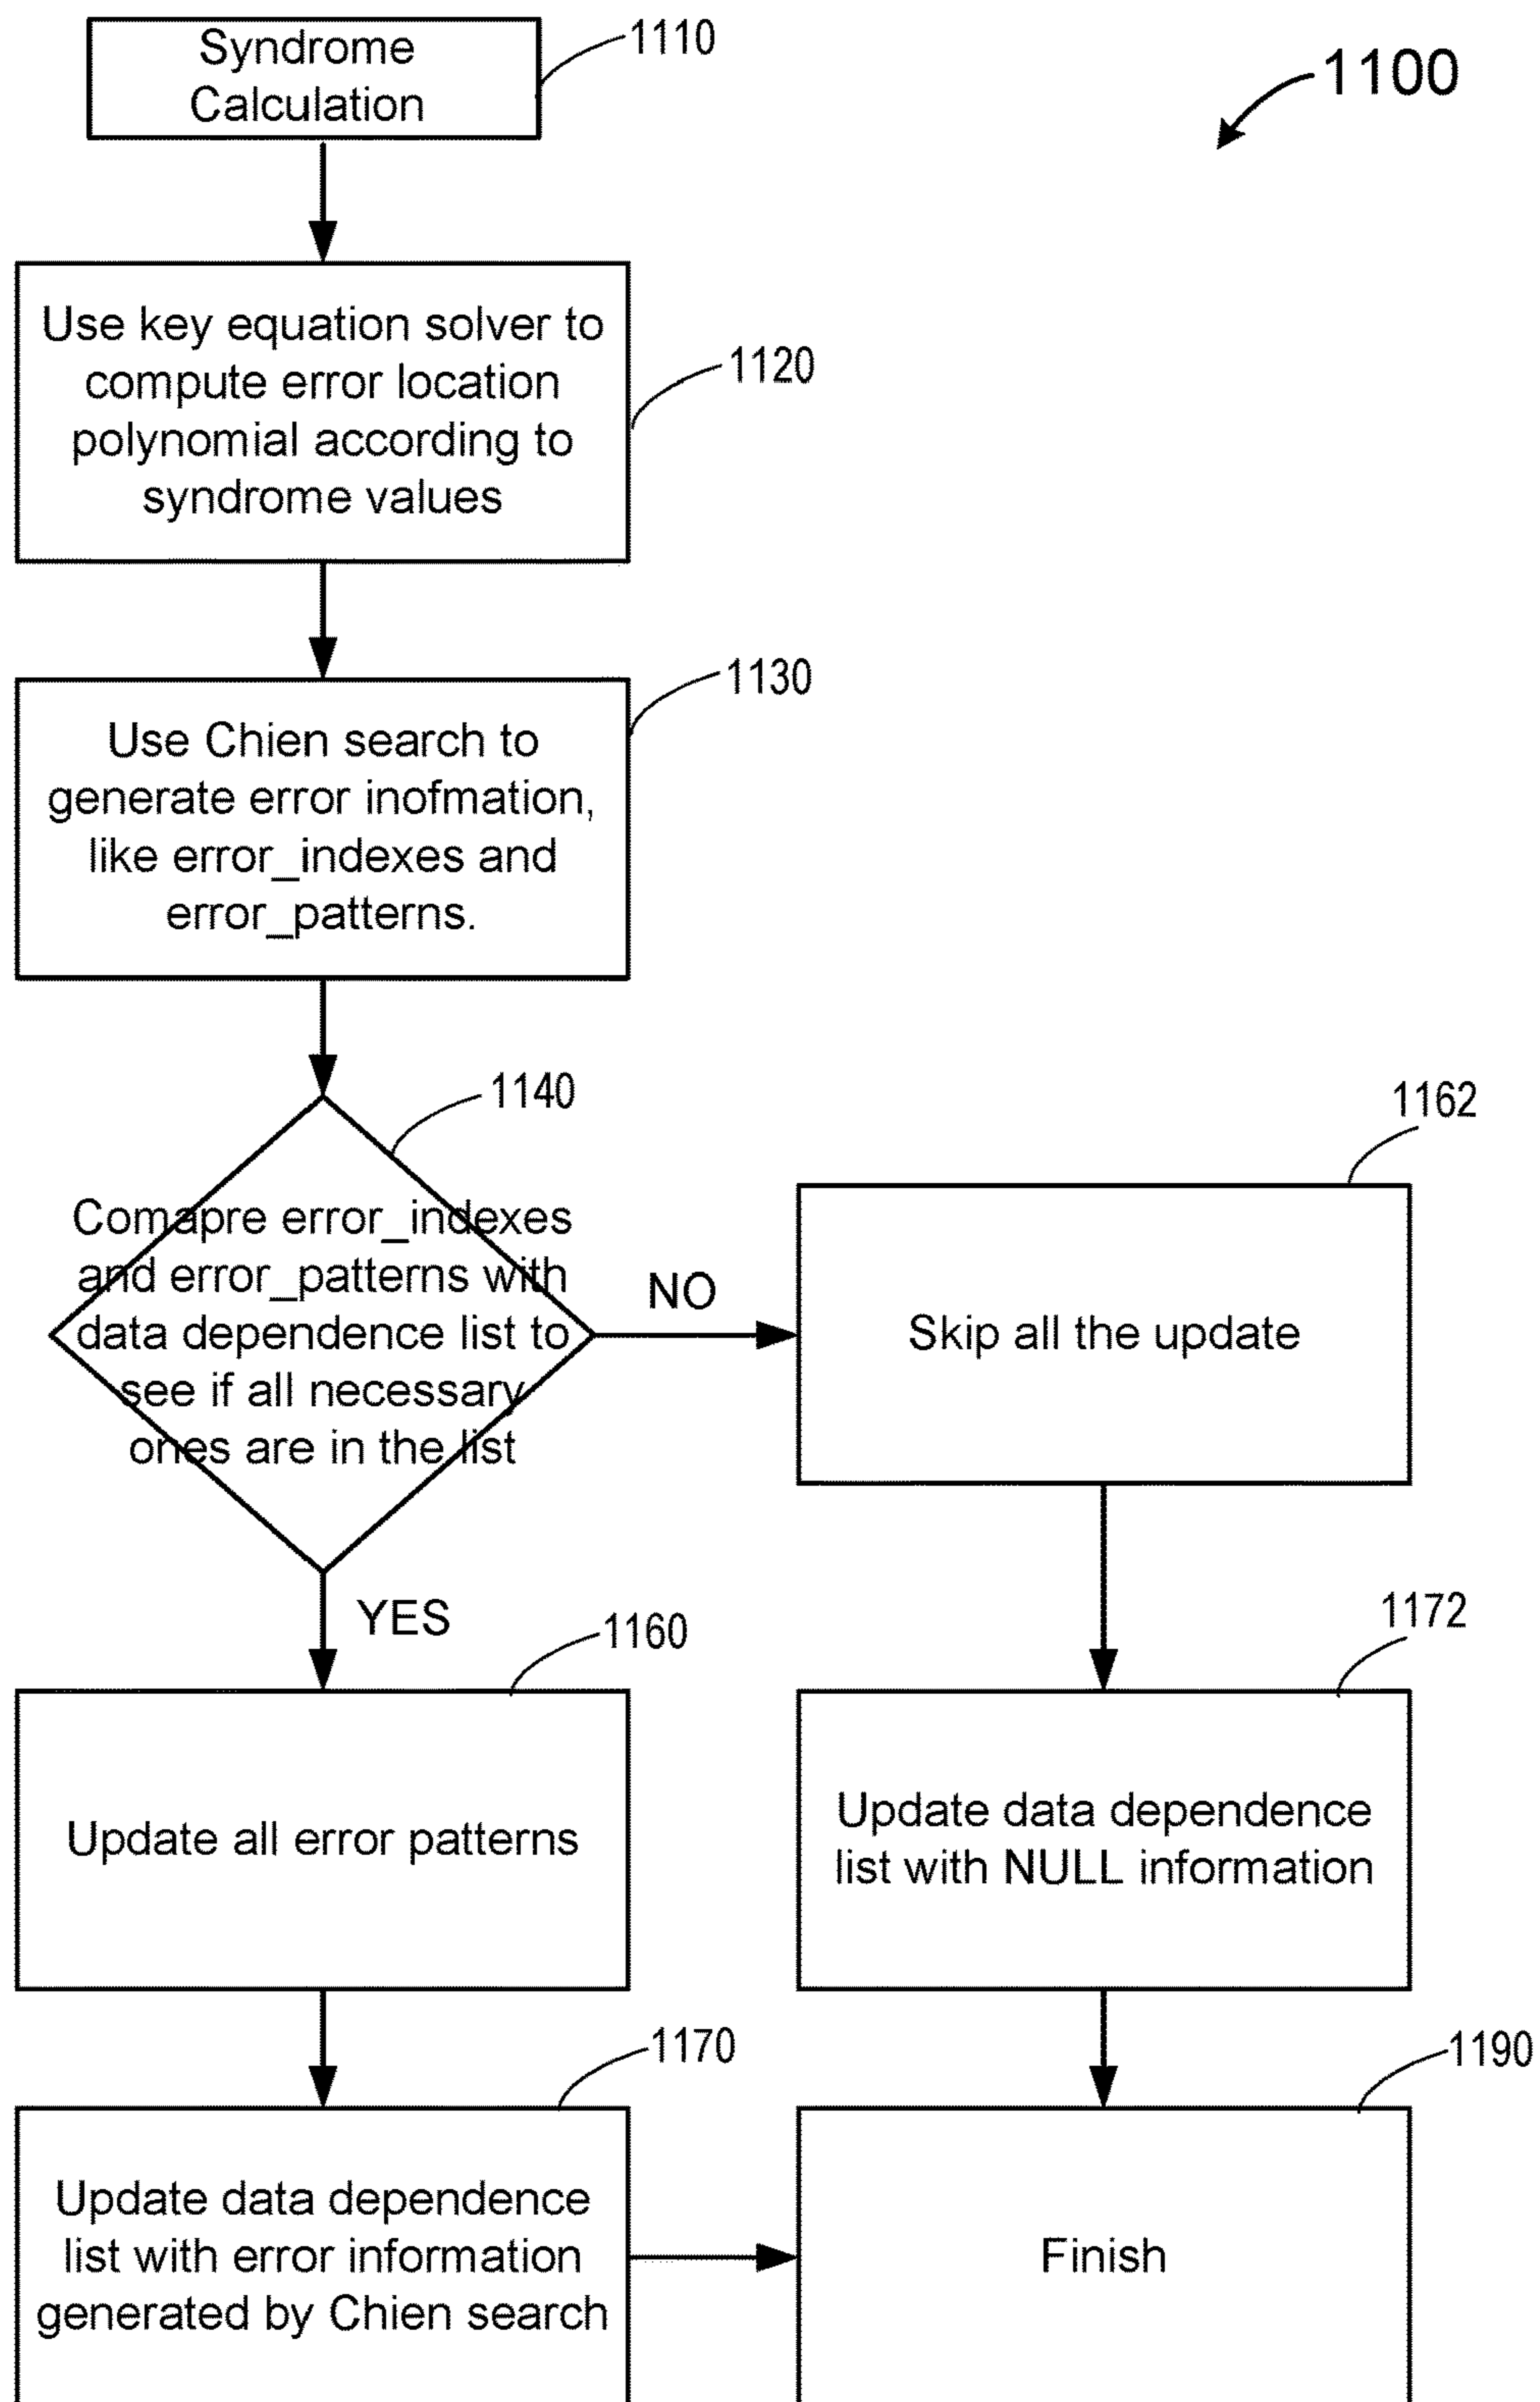 Syndrome
Calculation
1110
1100
Use key equation solver to
compute error location
polynomial according to
syndrome values
1120
Use Chien search to
generate error inofmation,
like error_indexes and
error_patterns.
1130
1140
Comapre error_indexes
and error_patterns with
data dependence list to
see if all necessary
ones are in the list
NO
1162
Skip all the update
YES
1160
Update all error patterns
1172
Update data dependence
list with NULL information
1170
Update data dependence
list with error information
generated by Chien search
1190
Finish